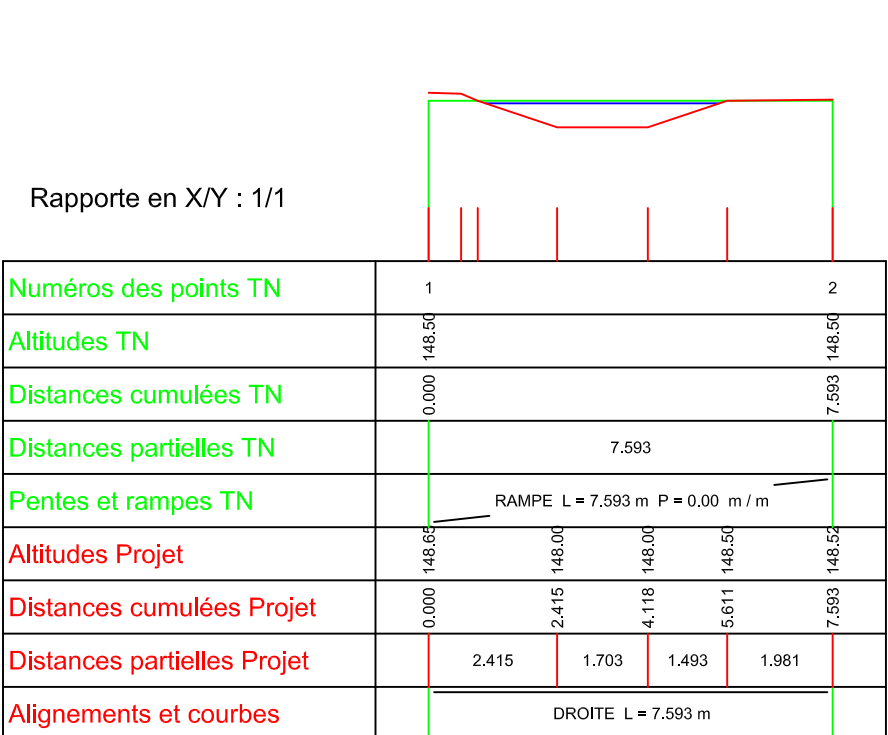 Rapporte en X/Y : 1/1
Numéros des points TN 1 2
Altitudes TN 148.50 148.50
Distances cumulées TN 0.000 7.593
Distances partielles TN 7.593
Pentes et rampes TN RAMPE L = 7.593 m P = 0.00 m / m
Altitudes Projet 148.65 148.00 148.00 148.50 148.52
Distances cumulées Projet 0.000 2.415 4.118 5.611 7.593
Distances partielles Projet 2.415 1.703 1.493 1.981
Alignements et courbes DROITE L = 7.593 m